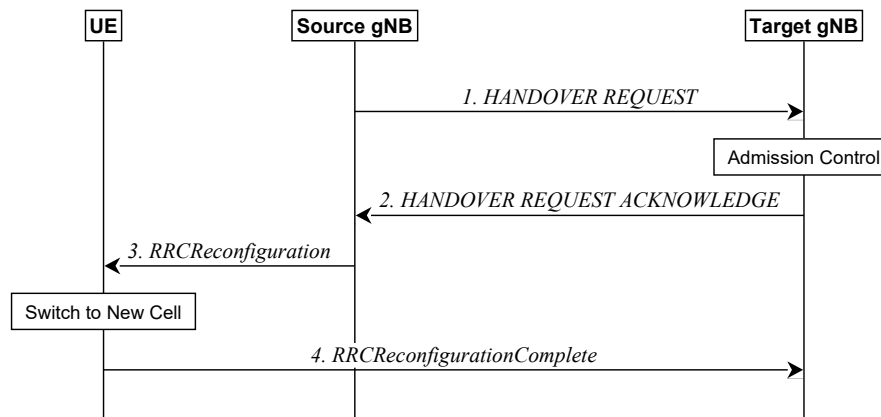 UE
Source gNB
Target gNB
1. HANDOVER REQUEST
Admission Control
2. HANDOVER REQUEST ACKNOWLEDGE
3. RRCReconfiguration
Switch to New Cell
4. RRCReconfigurationComplete